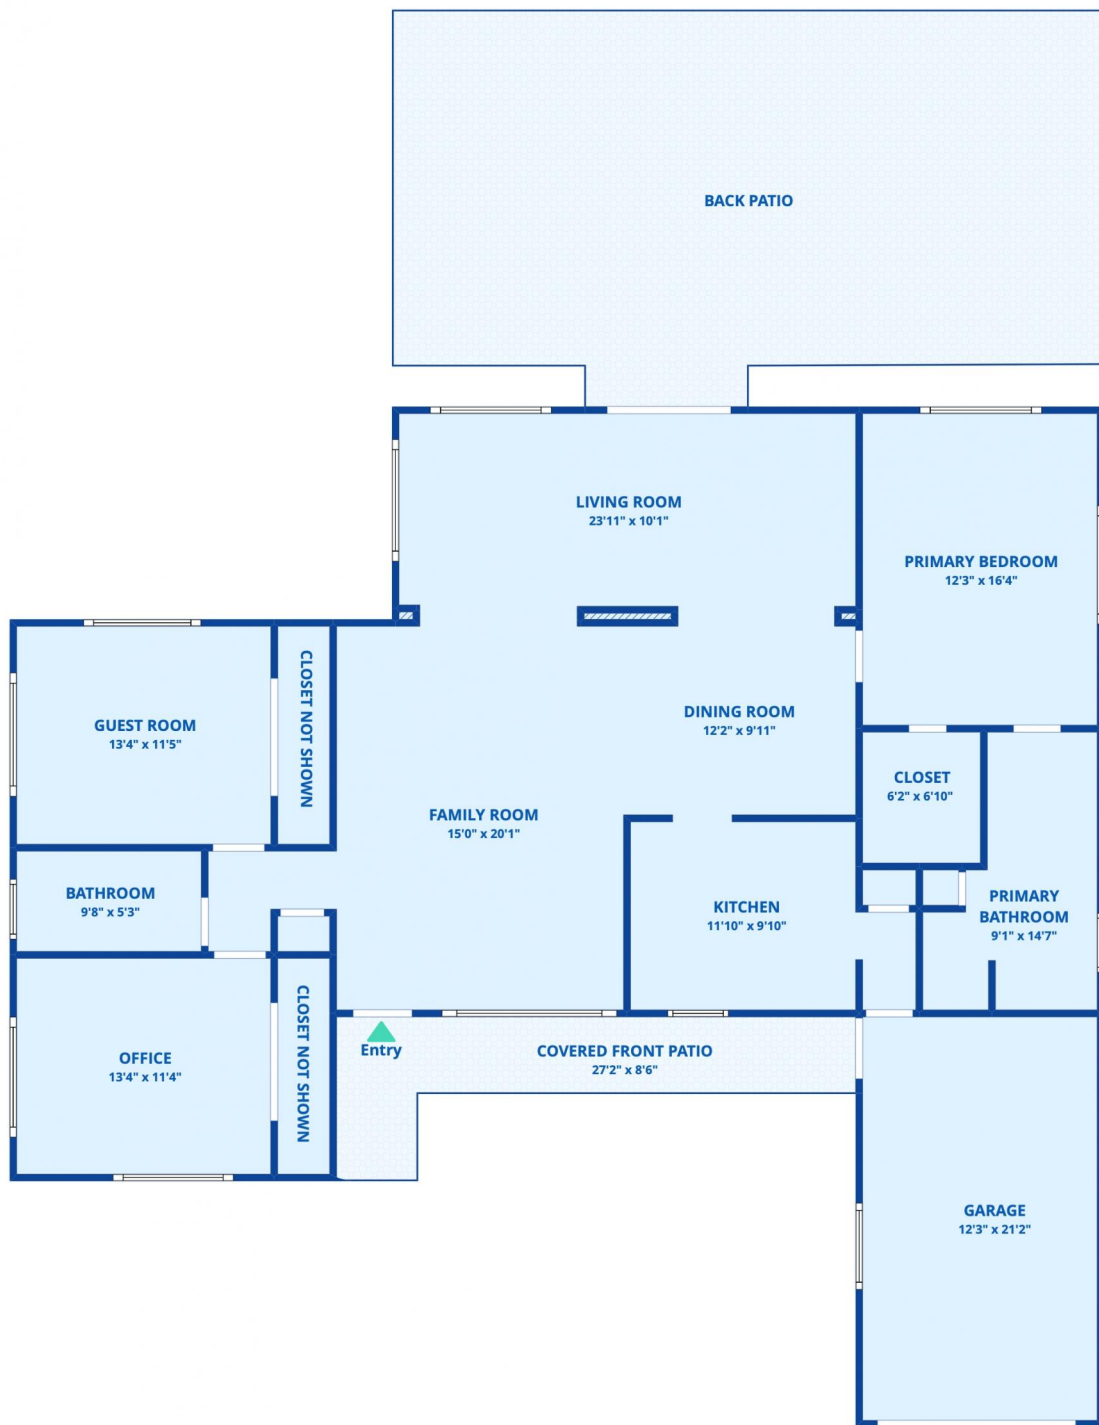 BACK PATIO
LIVING ROOM
23'11" x 10'1"
PRIMARY BEDROOM
12'3" x 16'4"
GUEST ROOM
13'4" x 11'5"
CLOSET NOT SHOWN
DINING ROOM
12'2" x 9'11"
CLOSET
6'2" x 6'10"
FAMILY ROOM
15'0" x 20'1"
BATHROOM
9'8" x 5'3"
KITCHEN
11'10" x 9'10"
PRIMARY
BATHROOM
9'1" x 14'7"
OFFICE
13'4" x 11'4"
CLOSET NOT SHOWN
Entry
COVERED FRONT PATIO
27'2" x 8'6"
GARAGE
12'3" x 21'2"